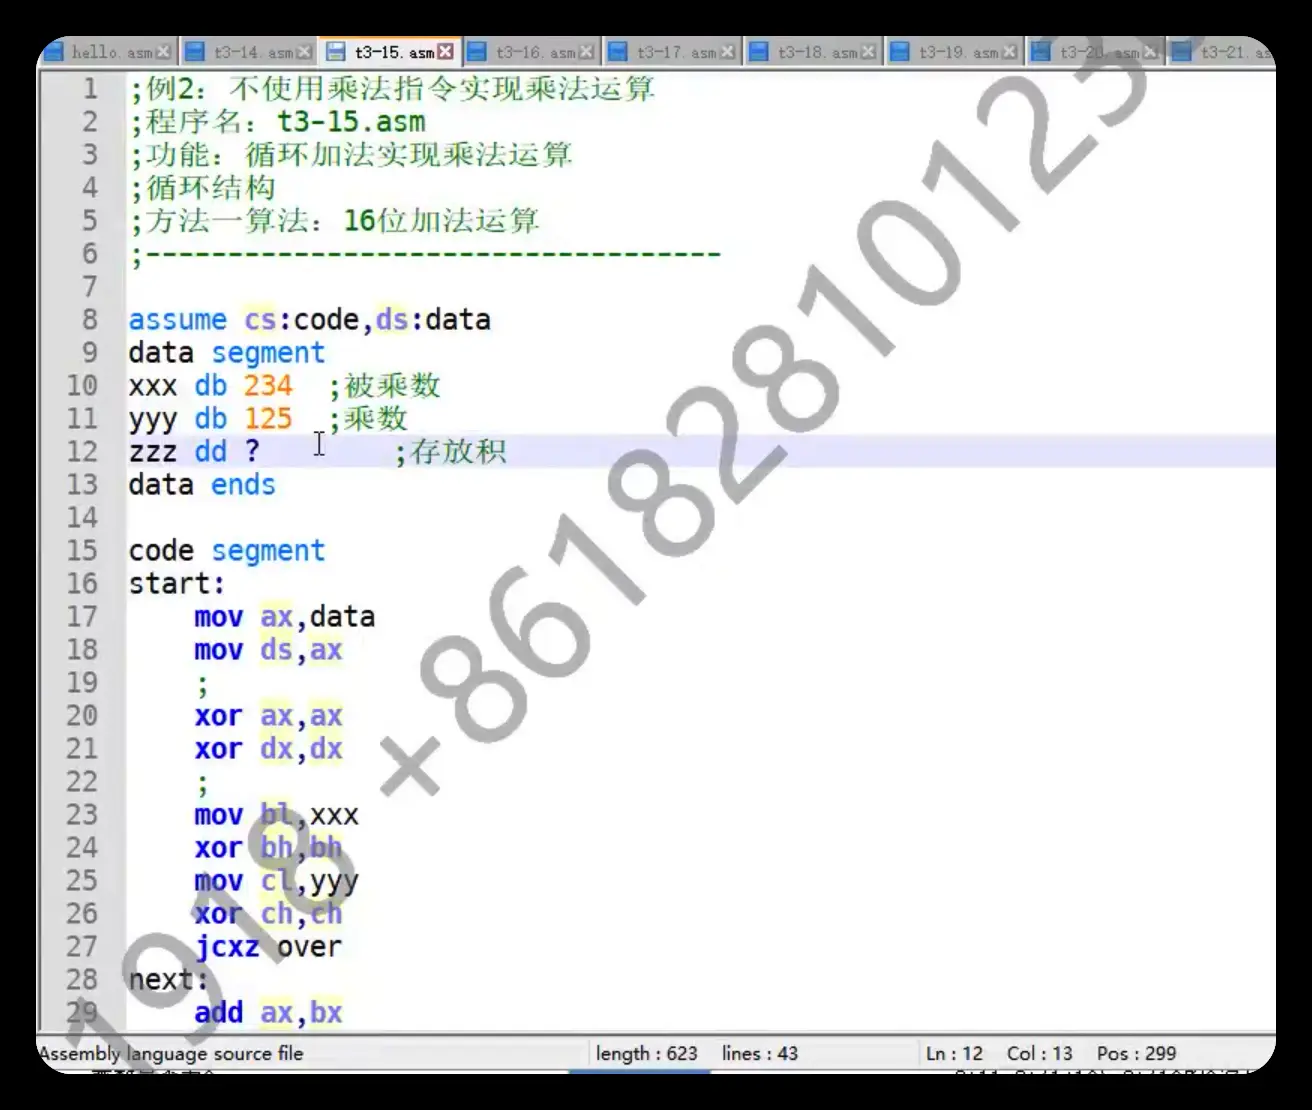 hello.asm t3-14.asm t3-15.asm t3-16.asm t3-17.asm t3-18.asm t3-19.asm t3-20.asm t3-21.as
1 ;例2: 不使用乘法指令实现乘法运算
2 ;程序名: t3-15.asm
3 ;功能: 循环加法实现乘法运算
4 ;循环结构
5 ;方法一算法: 16位加法运算
6 ;-----------------------------------
7
8 assume cs:code,ds:data
9 data segment
10 xxx db 234 ;被乘数
11 yyy db 125 ;乘数
12 zzz dd ? ;存放积
13 data ends
14
15 code segment
16 start:
17 mov ax,data
18 mov ds,ax
19 ;
20 xor ax,ax
21 xor dx,dx
22 ;
23 mov bl,xxx
24 xor bh,bh
25 mov cl,yyy
26 xor ch,ch
27 jcxz over
28 next:
29 add ax,bx
Assembly language source file length : 623 lines : 43 Ln : 12 Col : 13 Pos : 299
1918 +86182810123